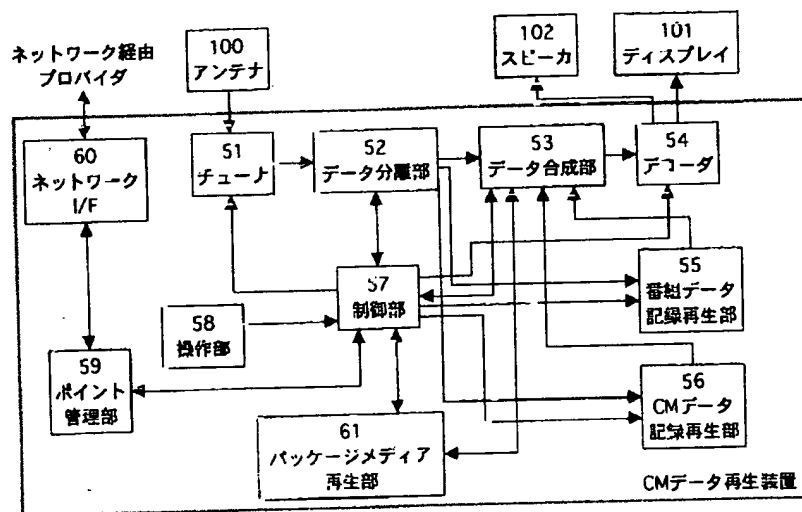 ネットワーク経由
プロバイダ
100
アンテナ
102
スピーカ
101
ディスプレイ
60
ネットワーク
I/F
51
チューナ
52
データ分離部
53
データ合成部
54
デコーダ
57
制御部
55
番組データ
記録再生部
58
操作部
59
ポイント
管理部
56
CMデータ
記録再生部
61
パッケージメディア
再生部
CMデータ再生装置